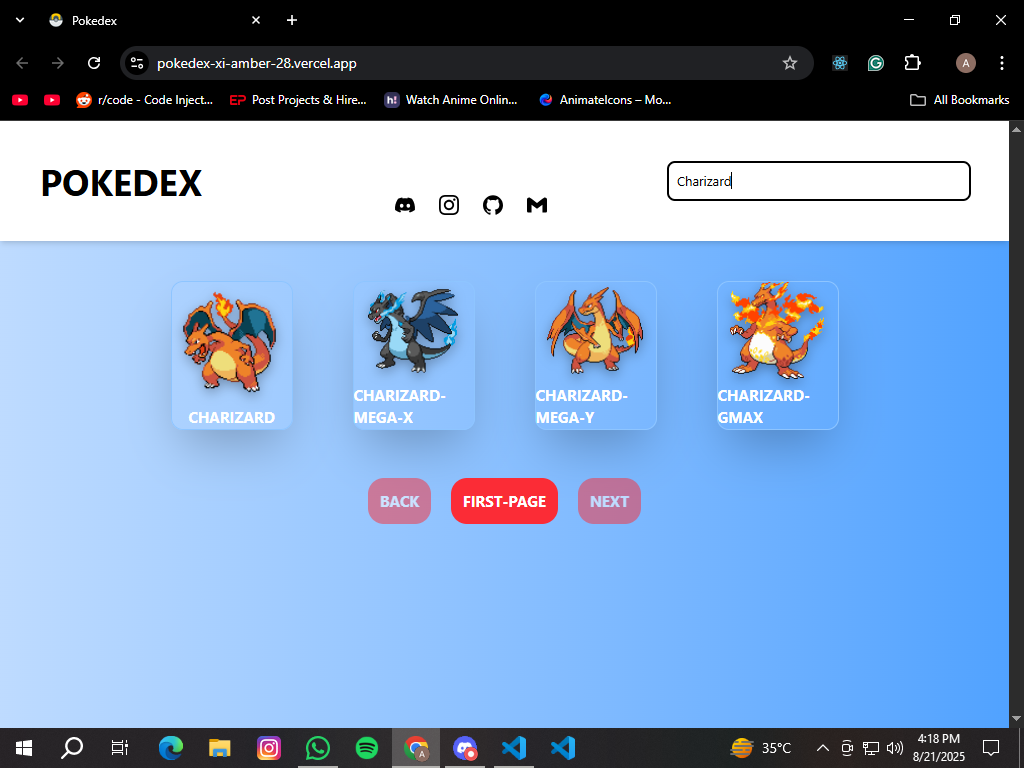 Pokedex
pokedex-xi-amber-28.vercel.app
A
r/code - Code Inject...
EP Post Projects & Hire...
h! Watch Anime Onlin...
AnimateIcons – Mo...
All Bookmarks
POKEDEX
Charizard
CHARIZARD
CHARIZARD-
MEGA-X
CHARIZARD-
MEGA-Y
CHARIZARD-
GMAX
BACK
FIRST-PAGE
NEXT
35°C
4:18 PM
8/21/2025